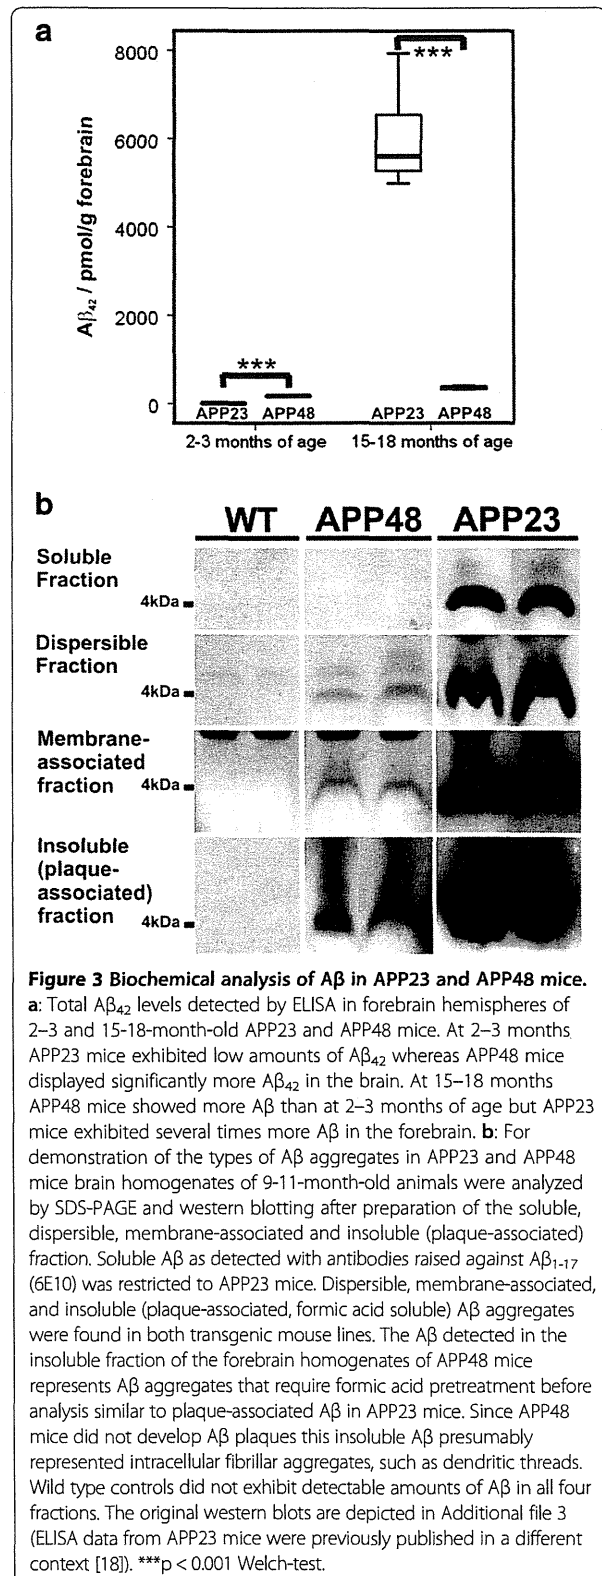 a
8000
6000
4000
2000
0
Aβ₄₂ / pmol/g forebrain
***
***
APP23 APP48 APP23 APP48
2-3 months of age 15-18 months of age
b
WT APP48 APP23
Soluble
Fraction
4kDa
Dispersible
Fraction
4kDa
Membrane-
associated
fraction
4kDa
Insoluble
(plaque-
associated)
fraction
4kDa
Figure 3 Biochemical analysis of Aβ in APP23 and APP48 mice.
a: Total Aβ₄₂ levels detected by ELISA in forebrain hemispheres of
2–3 and 15-18-month-old APP23 and APP48 mice. At 2–3 months
APP23 mice exhibited low amounts of Aβ₄₂ whereas APP48 mice
displayed significantly more Aβ₄₂ in the brain. At 15–18 months
APP48 mice showed more Aβ than at 2–3 months of age but APP23
mice exhibited several times more Aβ in the forebrain. b: For
demonstration of the types of Aβ aggregates in APP23 and APP48
mice brain homogenates of 9-11-month-old animals were analyzed
by SDS-PAGE and western blotting after preparation of the soluble,
dispersible, membrane-associated and insoluble (plaque-associated)
fraction. Soluble Aβ as detected with antibodies raised against Aβ₁₋₁₇
(6E10) was restricted to APP23 mice. Dispersible, membrane-associated,
and insoluble (plaque-associated, formic acid soluble) Aβ aggregates
were found in both transgenic mouse lines. The Aβ detected in the
insoluble fraction of the forebrain homogenates of APP48 mice
represents Aβ aggregates that require formic acid pretreatment before
analysis similar to plaque-associated Aβ in APP23 mice. Since APP48
mice did not develop Aβ plaques this insoluble Aβ presumably
represented intracellular fibrillar aggregates, such as dendritic threads.
Wild type controls did not exhibit detectable amounts of Aβ in all four
fractions. The original western blots are depicted in Additional file 3
(ELISA data from APP23 mice were previously published in a different
context [18]). ***p < 0.001 Welch-test.